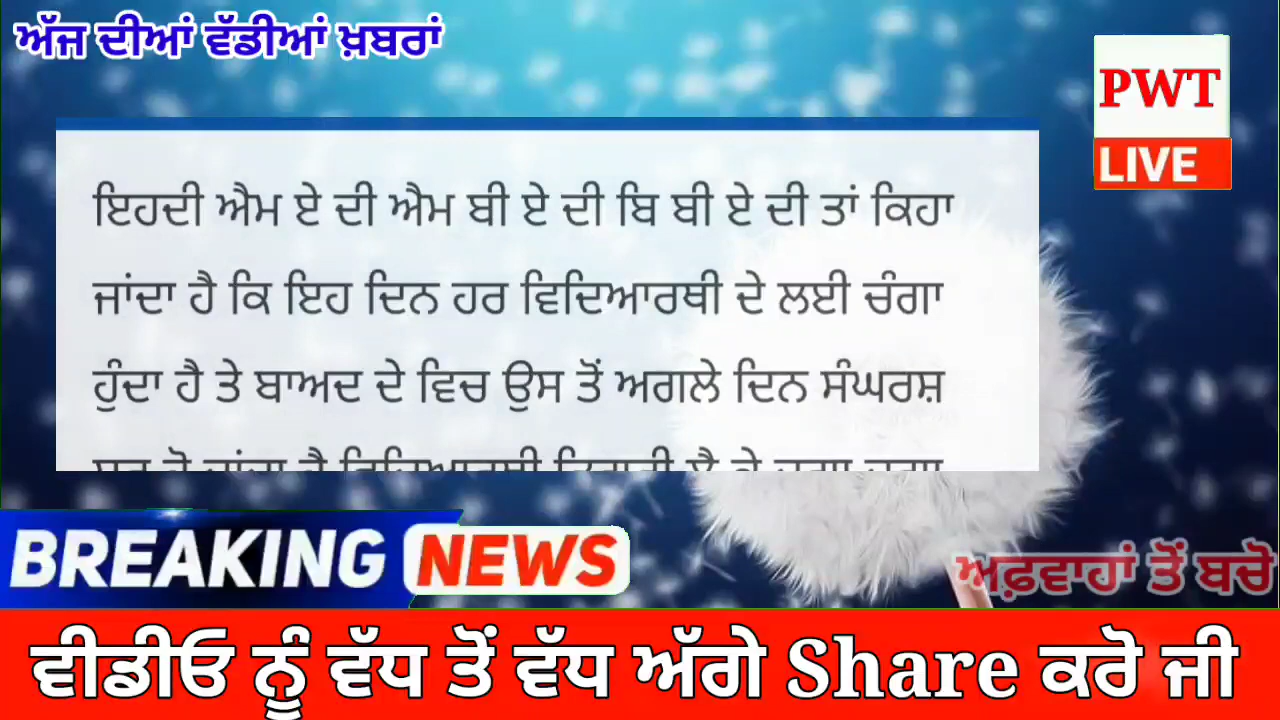 ਅੱਜ ਦੀਆਂ ਵੱਡੀਆਂ ਖ਼ਬਰਾਂ
PWT
LIVE
ਇਹਦੀ ਐਮ ਏ ਦੀ ਐਮ ਬੀ ਏ ਦੀ ਬਿ ਬੀ ਏ ਦੀ ਤਾਂ ਕਿਹਾ
ਜਾਂਦਾ ਹੈ ਕਿ ਇਹ ਦਿਨ ਹਰ ਵਿਦਿਆਰਥੀ ਦੇ ਲਈ ਚੰਗਾ
ਹੁੰਦਾ ਹੈ ਤੇ ਬਾਅਦ ਦੇ ਵਿਚ ਉਸ ਤੋਂ ਅਗਲੇ ਦਿਨ ਸੰਘਰਸ਼
BREAKING NEWS
ਅਫ਼ਵਾਹਾਂ ਤੋਂ ਬਚੋ
ਵੀਡੀਓ ਨੂੰ ਵੱਧ ਤੋਂ ਵੱਧ ਅੱਗੇ Share ਕਰੋ ਜੀ